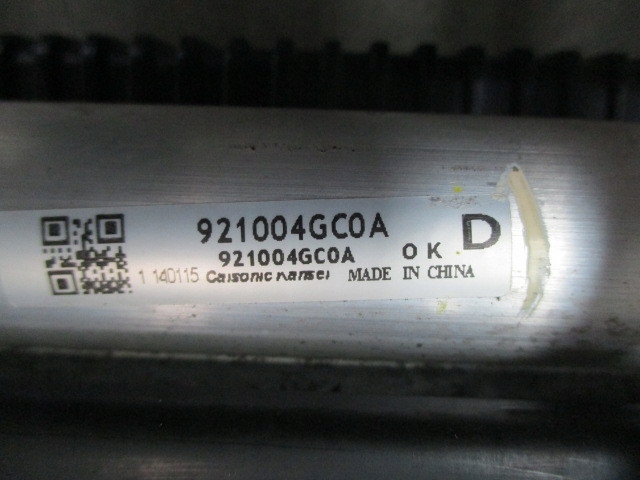 921004GC0A
921004GC0A OK D
1 140115 Calsonic Kansei MADE IN CHINA